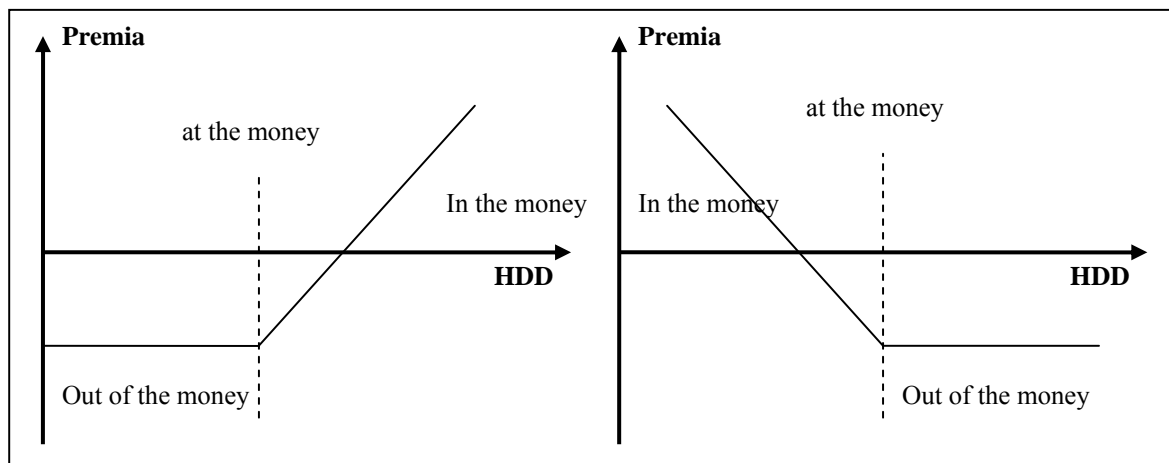 Premia
at the money
In the money
HDD
Out of the money
Premia
at the money
In the money
HDD
Out of the money